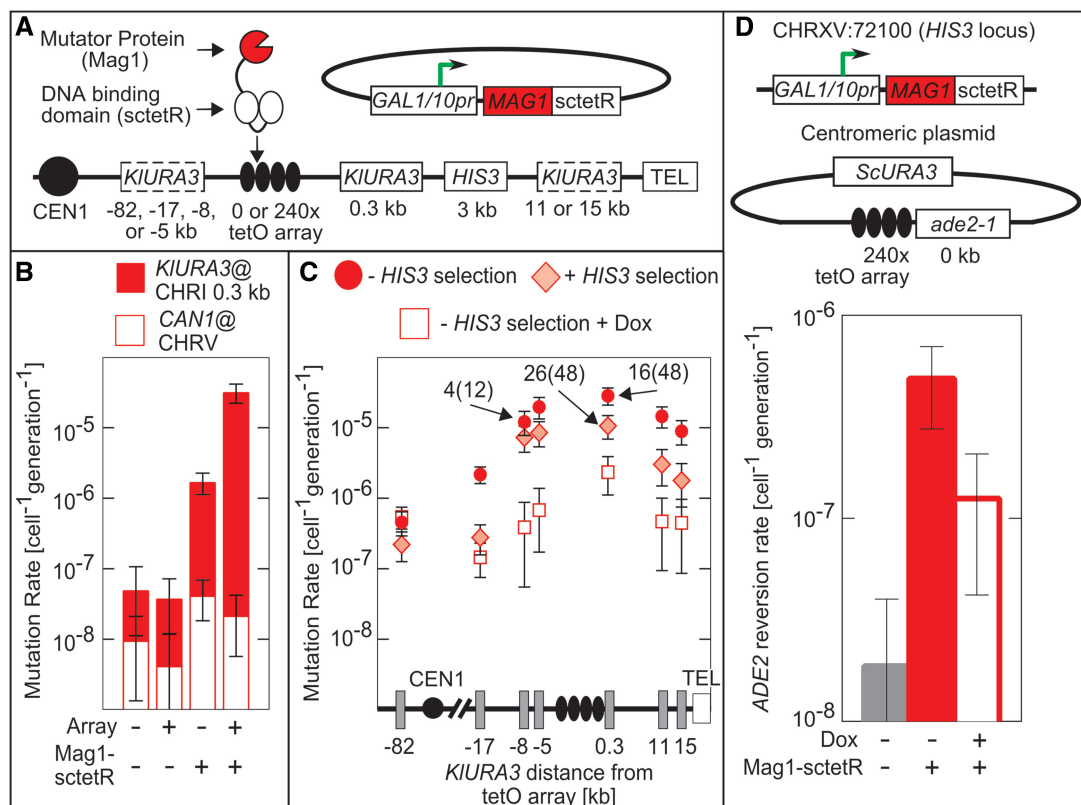 A
Mutator Protein
(Mag1)
DNA binding
domain (sctetR)
GAL1/10pr
MAG1
sctetR
KlURA3
KlURA3
HIS3
KlURA3
TEL
CEN1
-82, -17, -8,
or -5 kb
0 or 240x
tetO array
0.3 kb
3 kb
11 or 15 kb
B
KlURA3@
CHRI 0.3 kb
CAN1@
CHRV
Mutation Rate [cell-1generation-1]
10-5
10-6
10-7
10-8
Array
- + - +
Mag1-
sctetR
- - + +
C
- HIS3 selection
+ HIS3 selection
- HIS3 selection + Dox
Mutation Rate [cell-1generation-1]
10-5
10-6
10-7
10-8
4(12)
26(48)
16(48)
CEN1
TEL
-82 -17 -8 -5 0.3 11 15
KlURA3 distance from
tetO array [kb]
D
CHRXV:72100 (HIS3 locus)
GAL1/10pr
MAG1
sctetR
Centromeric plasmid
ScURA3
ade2-1
240x
tetO array
0 kb
ADE2 reversion rate [cell-1 generation-1]
10-6
10-7
10-8
Dox
- - +
Mag1-sctetR
- + +